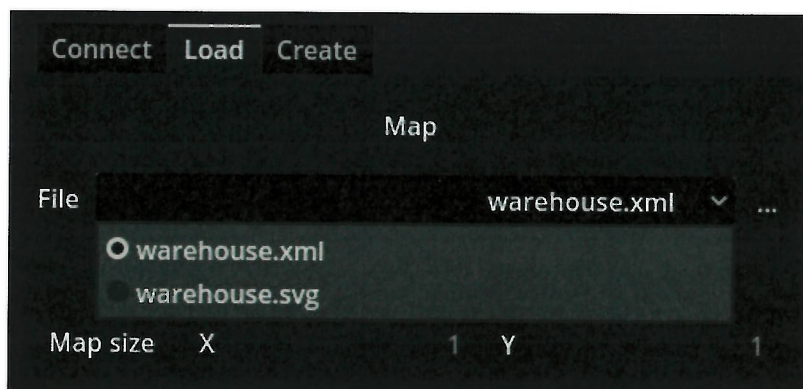 Connect Load Create
Map
File warehouse.xml ...
warehouse.xml
warehouse.svg
Map size X 1 Y 1